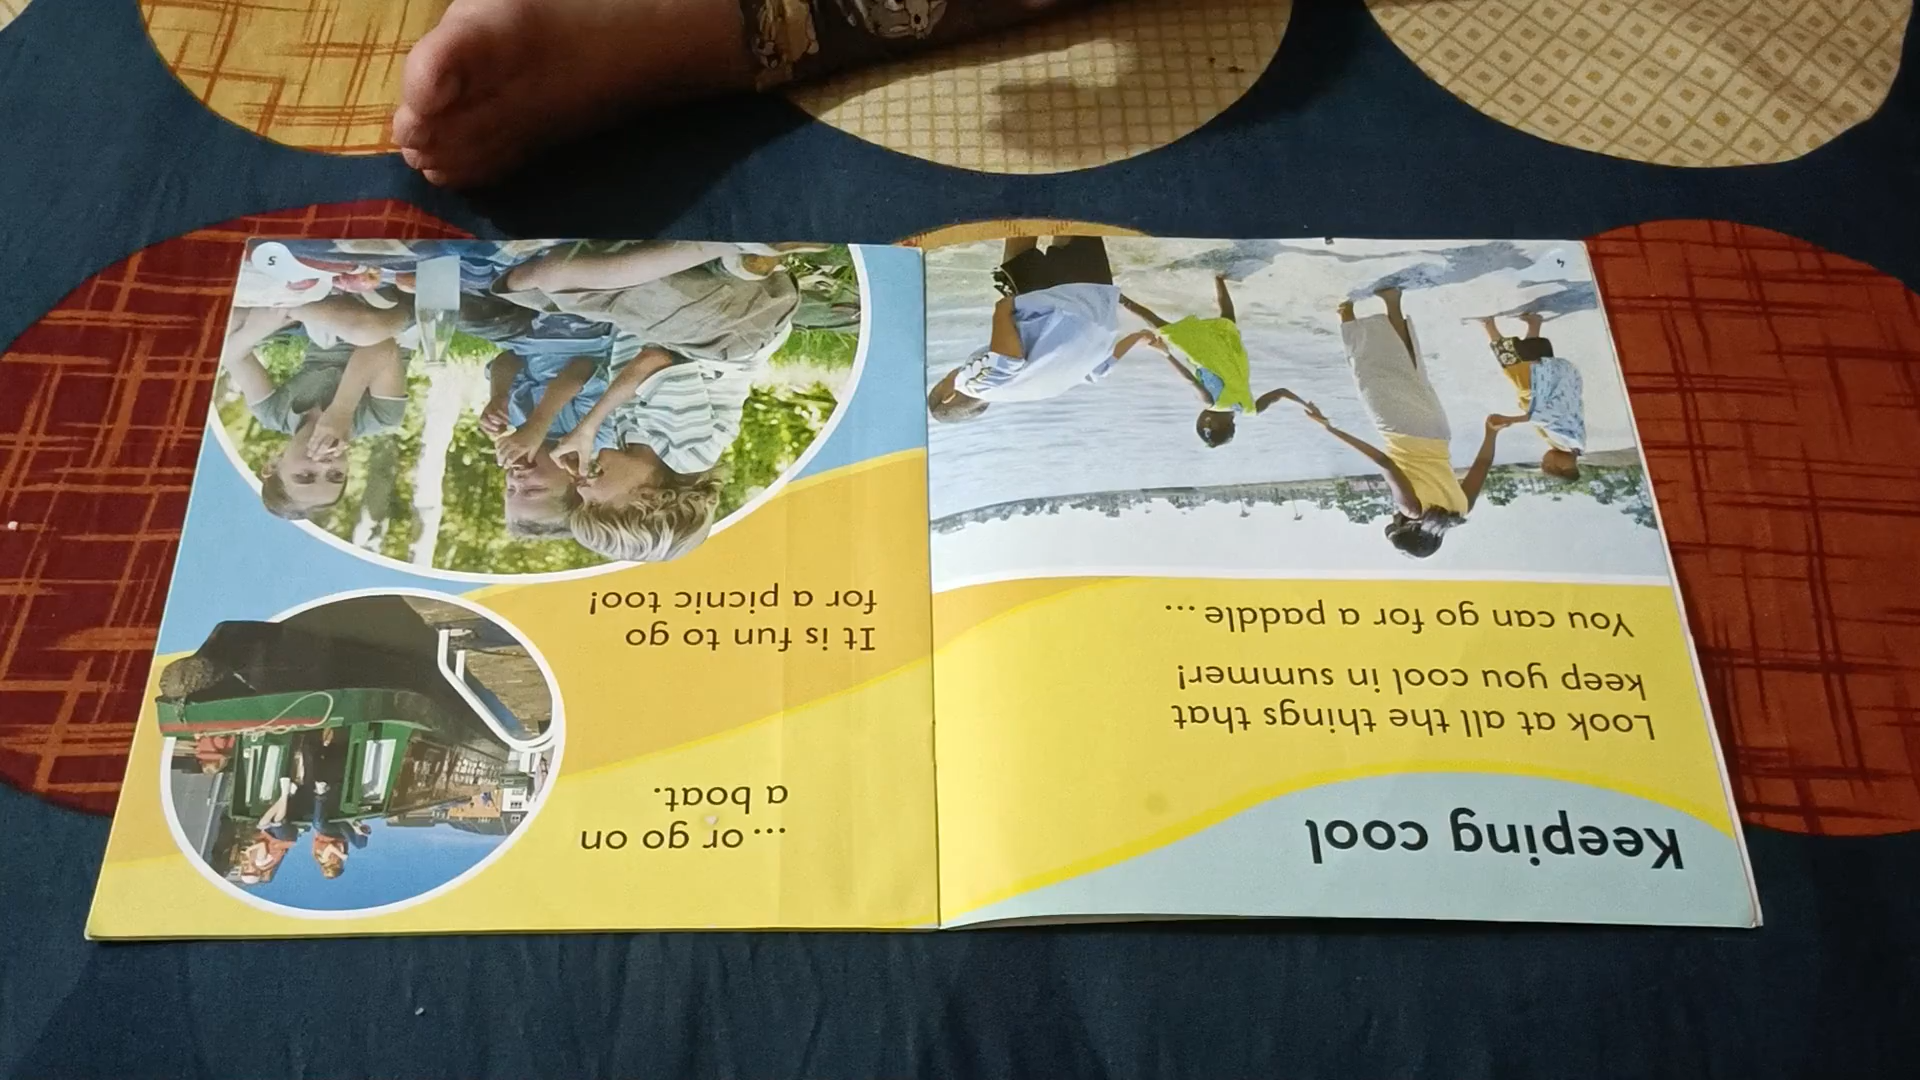 Keeping cool
Look at all the things that
keep you cool in summer!
You can go for a paddle ...
4
... or go on
a boat.
It is fun to go
for a picnic too!
5